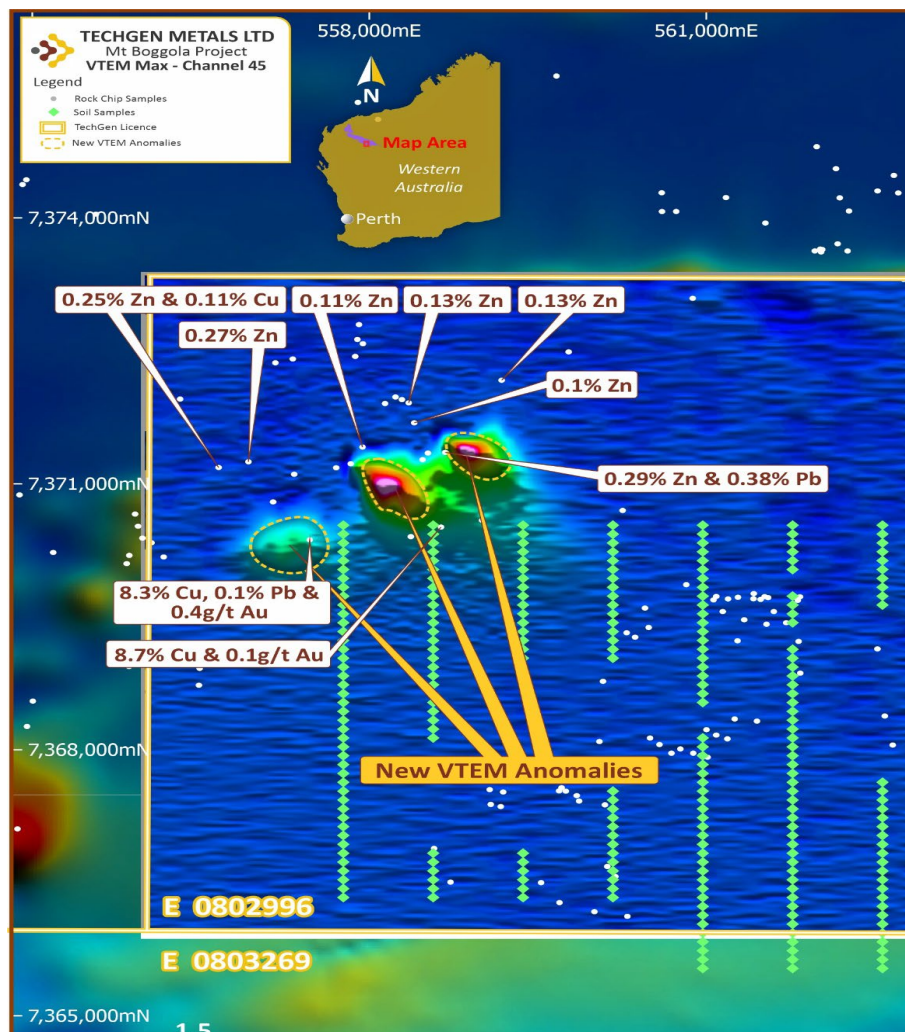 TECHGEN METALS LTD
Mt Boggola Project
VTEM Max - Channel 45
Legend
Rock Chip Samples
Soil Samples
TechGen Licence
New VTEM Anomalies
558,000mE
561,000mE
N
Map Area
Western
Australia
Perth
7,374,000mN
0.25% Zn & 0.11% Cu
0.11% Zn
0.13% Zn
0.13% Zn
0.27% Zn
0.1% Zn
0.29% Zn & 0.38% Pb
7,371,000mN
8.3% Cu, 0.1% Pb &
0.4g/t Au
8.7% Cu & 0.1g/t Au
7,368,000mN
New VTEM Anomalies
E 0802996
E 0803269
7,365,000mN
1.5